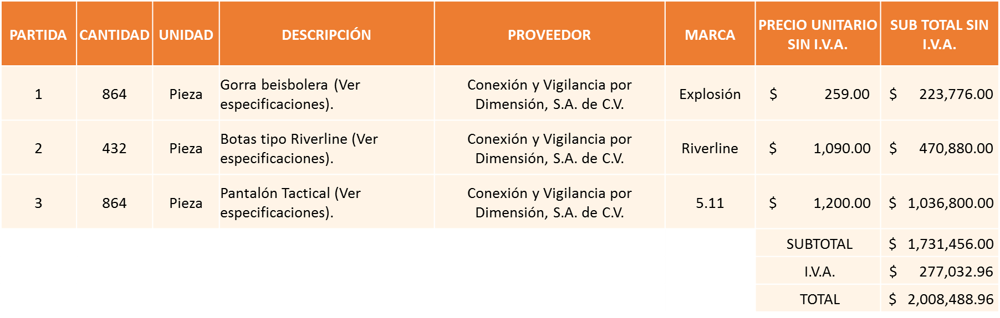 PARTIDA CANTIDAD UNIDAD DESCRIPCIÓN PROVEEDOR MARCA PRECIO UNITARIO SIN I.V.A. SUB TOTAL SIN I.V.A.
1 864 Pieza Gorra beisbolera (Ver especificaciones). Conexión y Vigilancia por Dimensión, S.A. de C.V. Explosión $ 259.00 $ 223,776.00
2 432 Pieza Botas tipo Riverline (Ver especificaciones). Conexión y Vigilancia por Dimensión, S.A. de C.V. Riverline $ 1,090.00 $ 470,880.00
3 864 Pieza Pantalón Tactical (Ver especificaciones). Conexión y Vigilancia por Dimensión, S.A. de C.V. 5.11 $ 1,200.00 $ 1,036,800.00
SUBTOTAL $ 1,731,456.00
I.V.A. $ 277,032.96
TOTAL $ 2,008,488.96